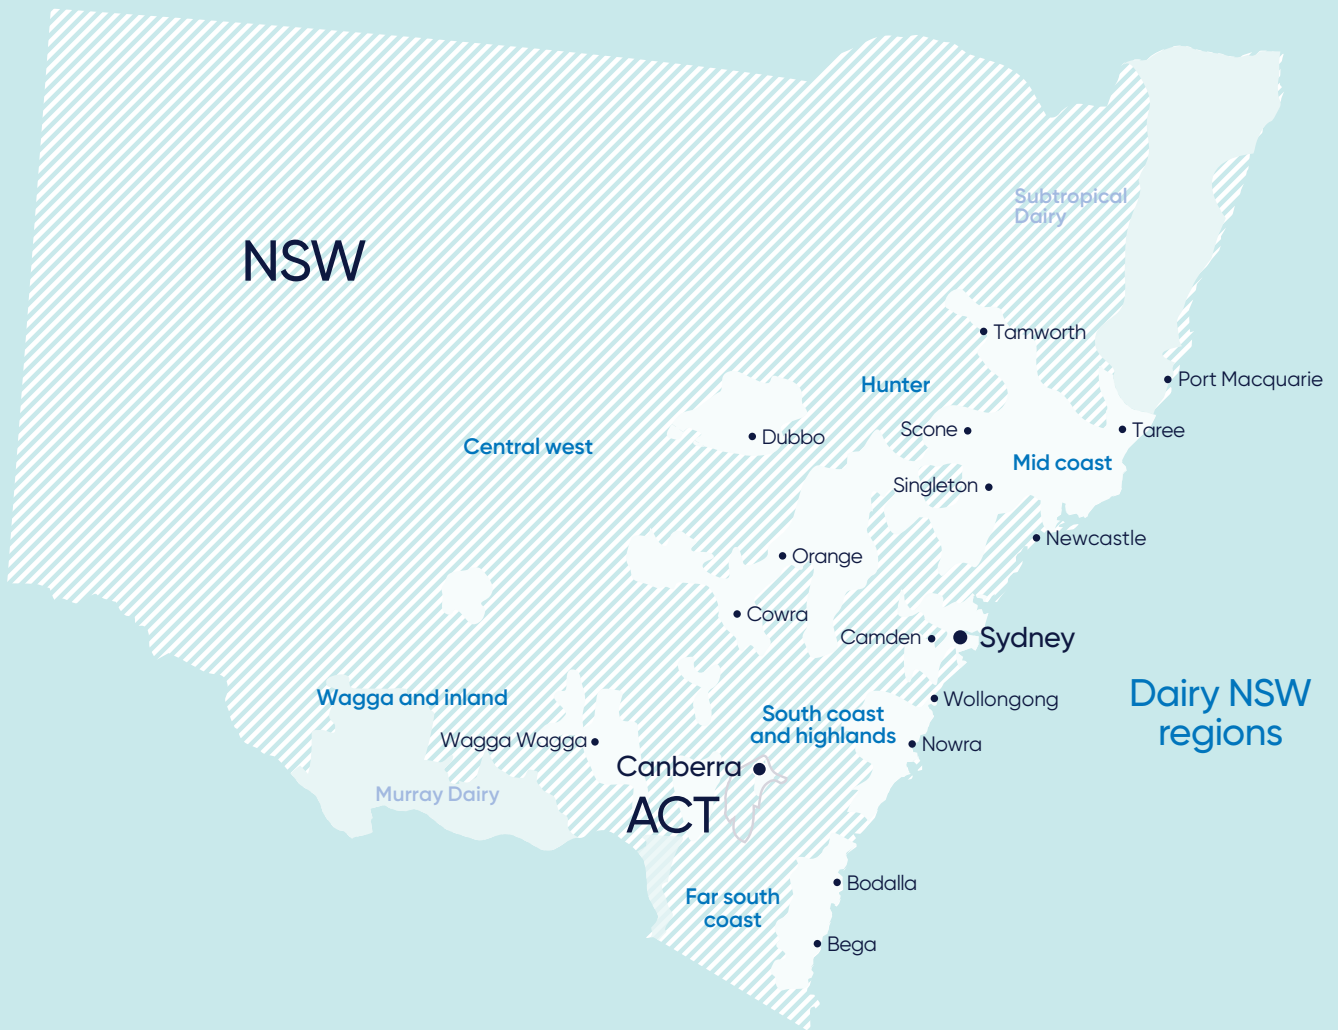 Subtropical
Dairy
NSW
Tamworth
Port Macquarie
Hunter
Scone
Taree
Dubbo
Central west
Mid coast
Singleton
Newcastle
Orange
Cowra
Camden
Sydney
Dairy NSW
regions
Wagga and inland
Wollongong
South coast
and highlands
Wagga Wagga
Nowra
Canberra
Murray Dairy
ACT
Bodalla
Far south
coast
Bega